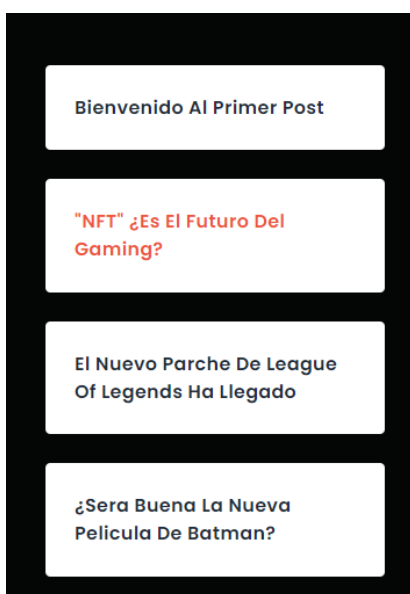 Bienvenido Al Primer Post
"NFT" ¿Es El Futuro Del
Gaming?
El Nuevo Parche De League
Of Legends Ha Llegado
¿Sera Buena La Nueva
Pelicula De Batman?